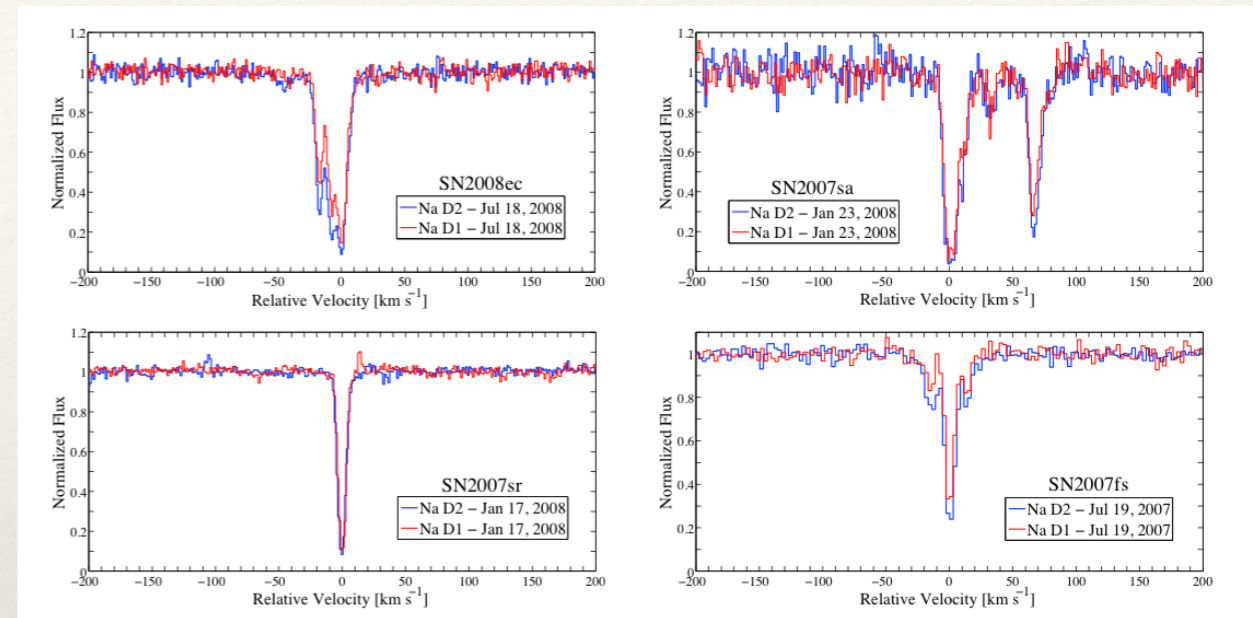 1.2
1
0.8
0.6
0.4
0.2
0
Normalized Flux
SN2008ec
Na D2 – Jul 18, 2008
Na D1 – Jul 18, 2008
−200 −150 −100 −50 0 50 100 150 200
Relative Velocity [km s−1]
1.2
1
0.8
0.6
0.4
0.2
0
Normalized Flux
SN2007sa
Na D2 – Jan 23, 2008
Na D1 – Jan 23, 2008
−200 −150 −100 −50 0 50 100 150 200
Relative Velocity [km s−1]
1.2
1
0.8
0.6
0.4
0.2
0
Normalized Flux
SN2007sr
Na D2 – Jan 17, 2008
Na D1 – Jan 17, 2008
−200 −150 −100 −50 0 50 100 150 200
Relative Velocity [km s−1]
1.2
1
0.8
0.6
0.4
0.2
0
Normalized Flux
SN2007fs
Na D2 – Jul 19, 2007
Na D1 – Jul 19, 2007
−200 −150 −100 −50 0 50 100 150 200
Relative Velocity [km s−1]